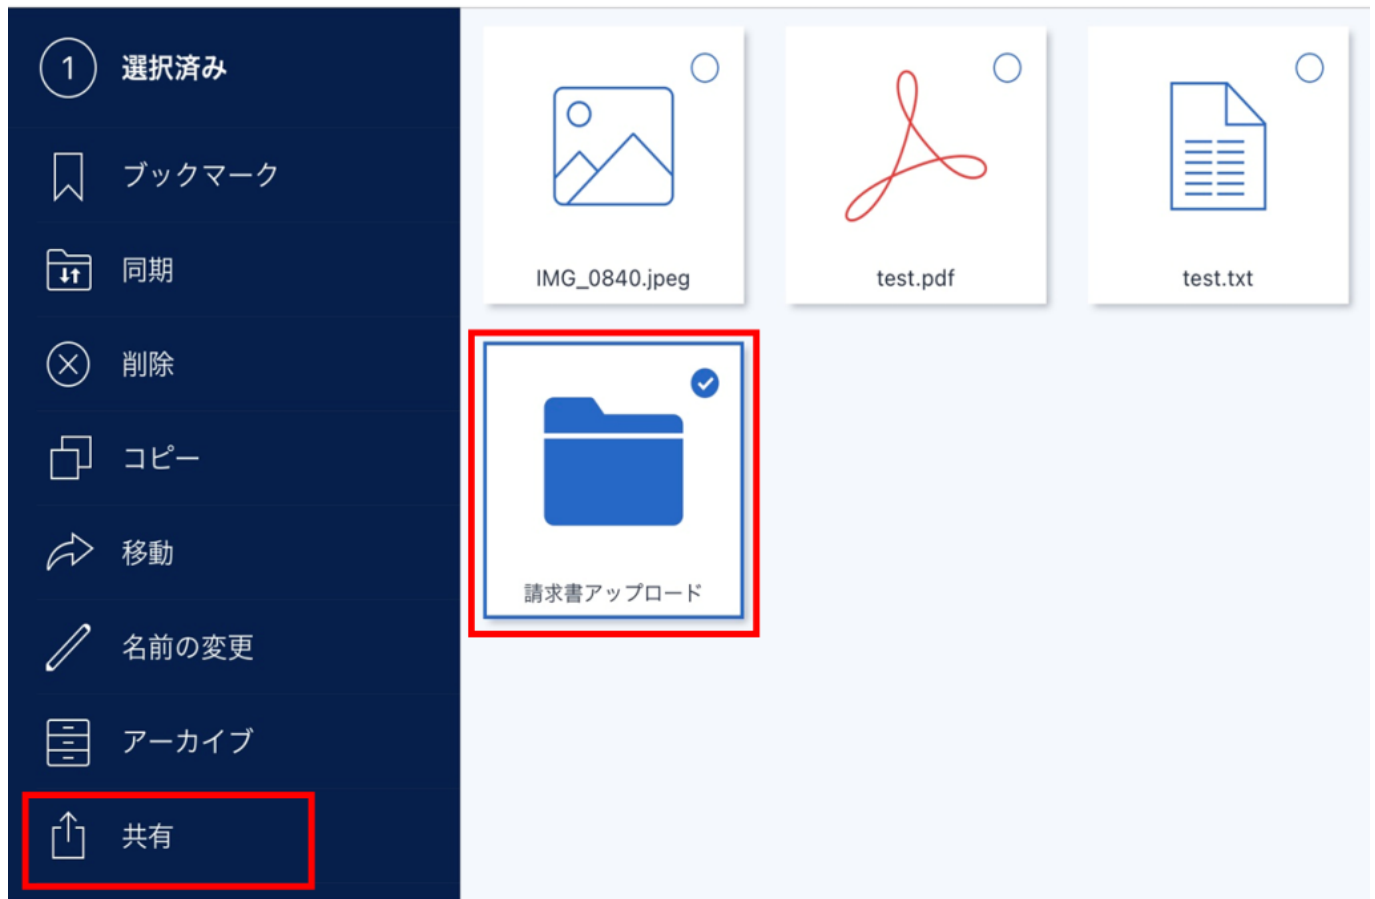 1 選択済み
ブックマーク
同期
削除
コピー
移動
名前の変更
アーカイブ
共有
IMG_0840.jpeg
test.pdf
test.txt
請求書アップロード